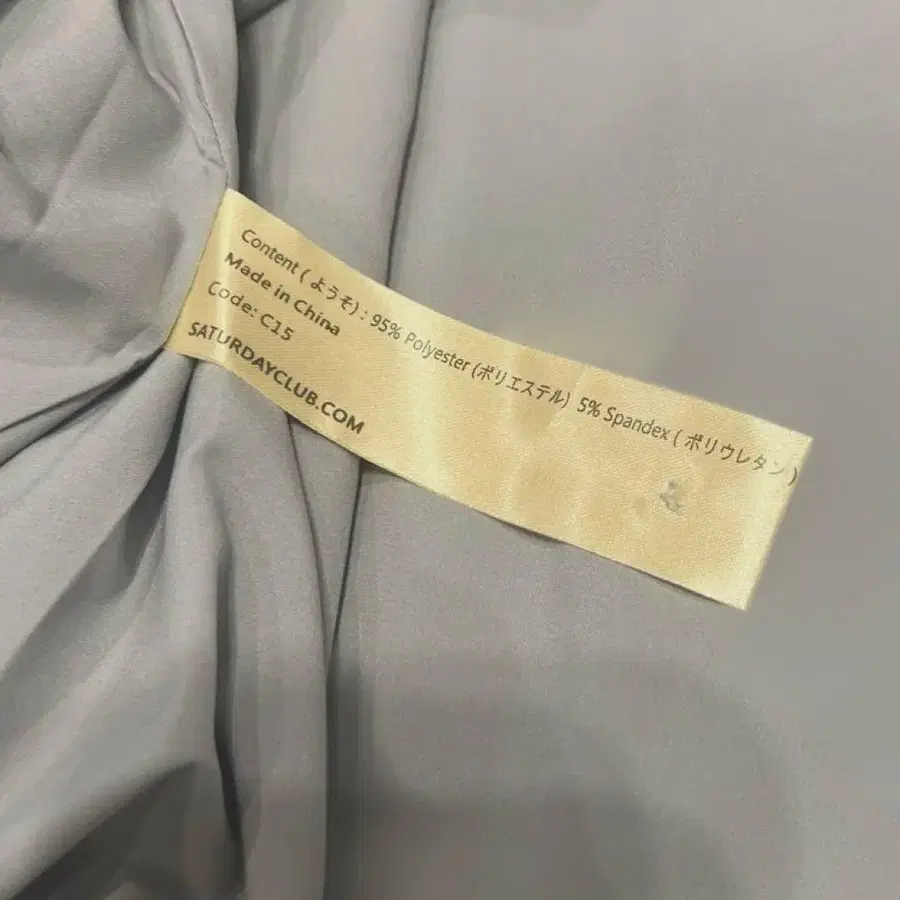 Content ( ようそ) : 95% Polyester (ポリエステル) 5% Spandex ( ポリウレタン )
Made in China
Code: C15
SATURDAYCLUB.COM